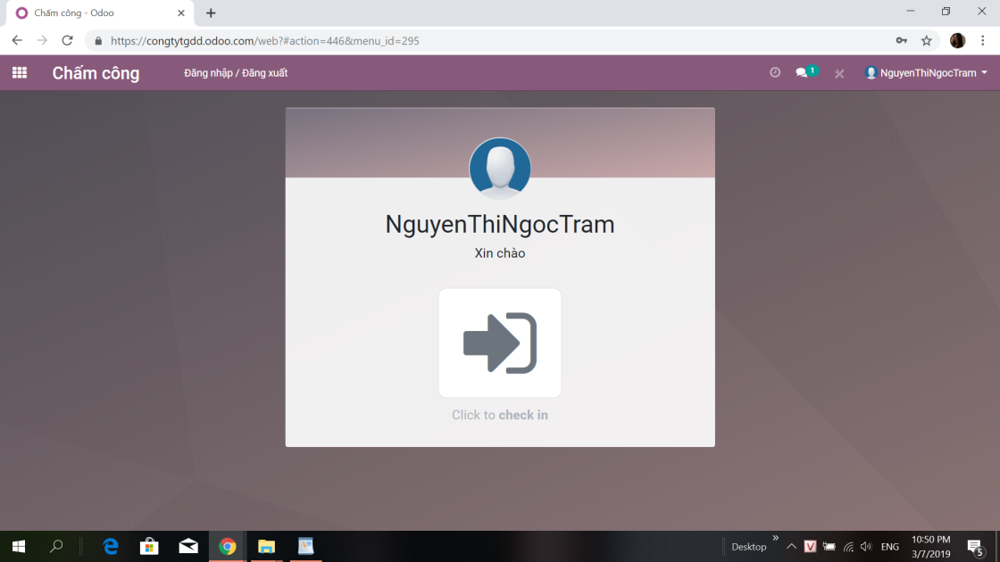 Chấm công - Odoo
https://congtytgdd.odoo.com/web?#action=446&menu_id=295
Chấm công
Đăng nhập / Đăng xuất
1
NguyenThiNgocTram
NguyenThiNgocTram
Xin chào
Click to check in
Desktop
V
ENG
10:50 PM
3/7/2019
5